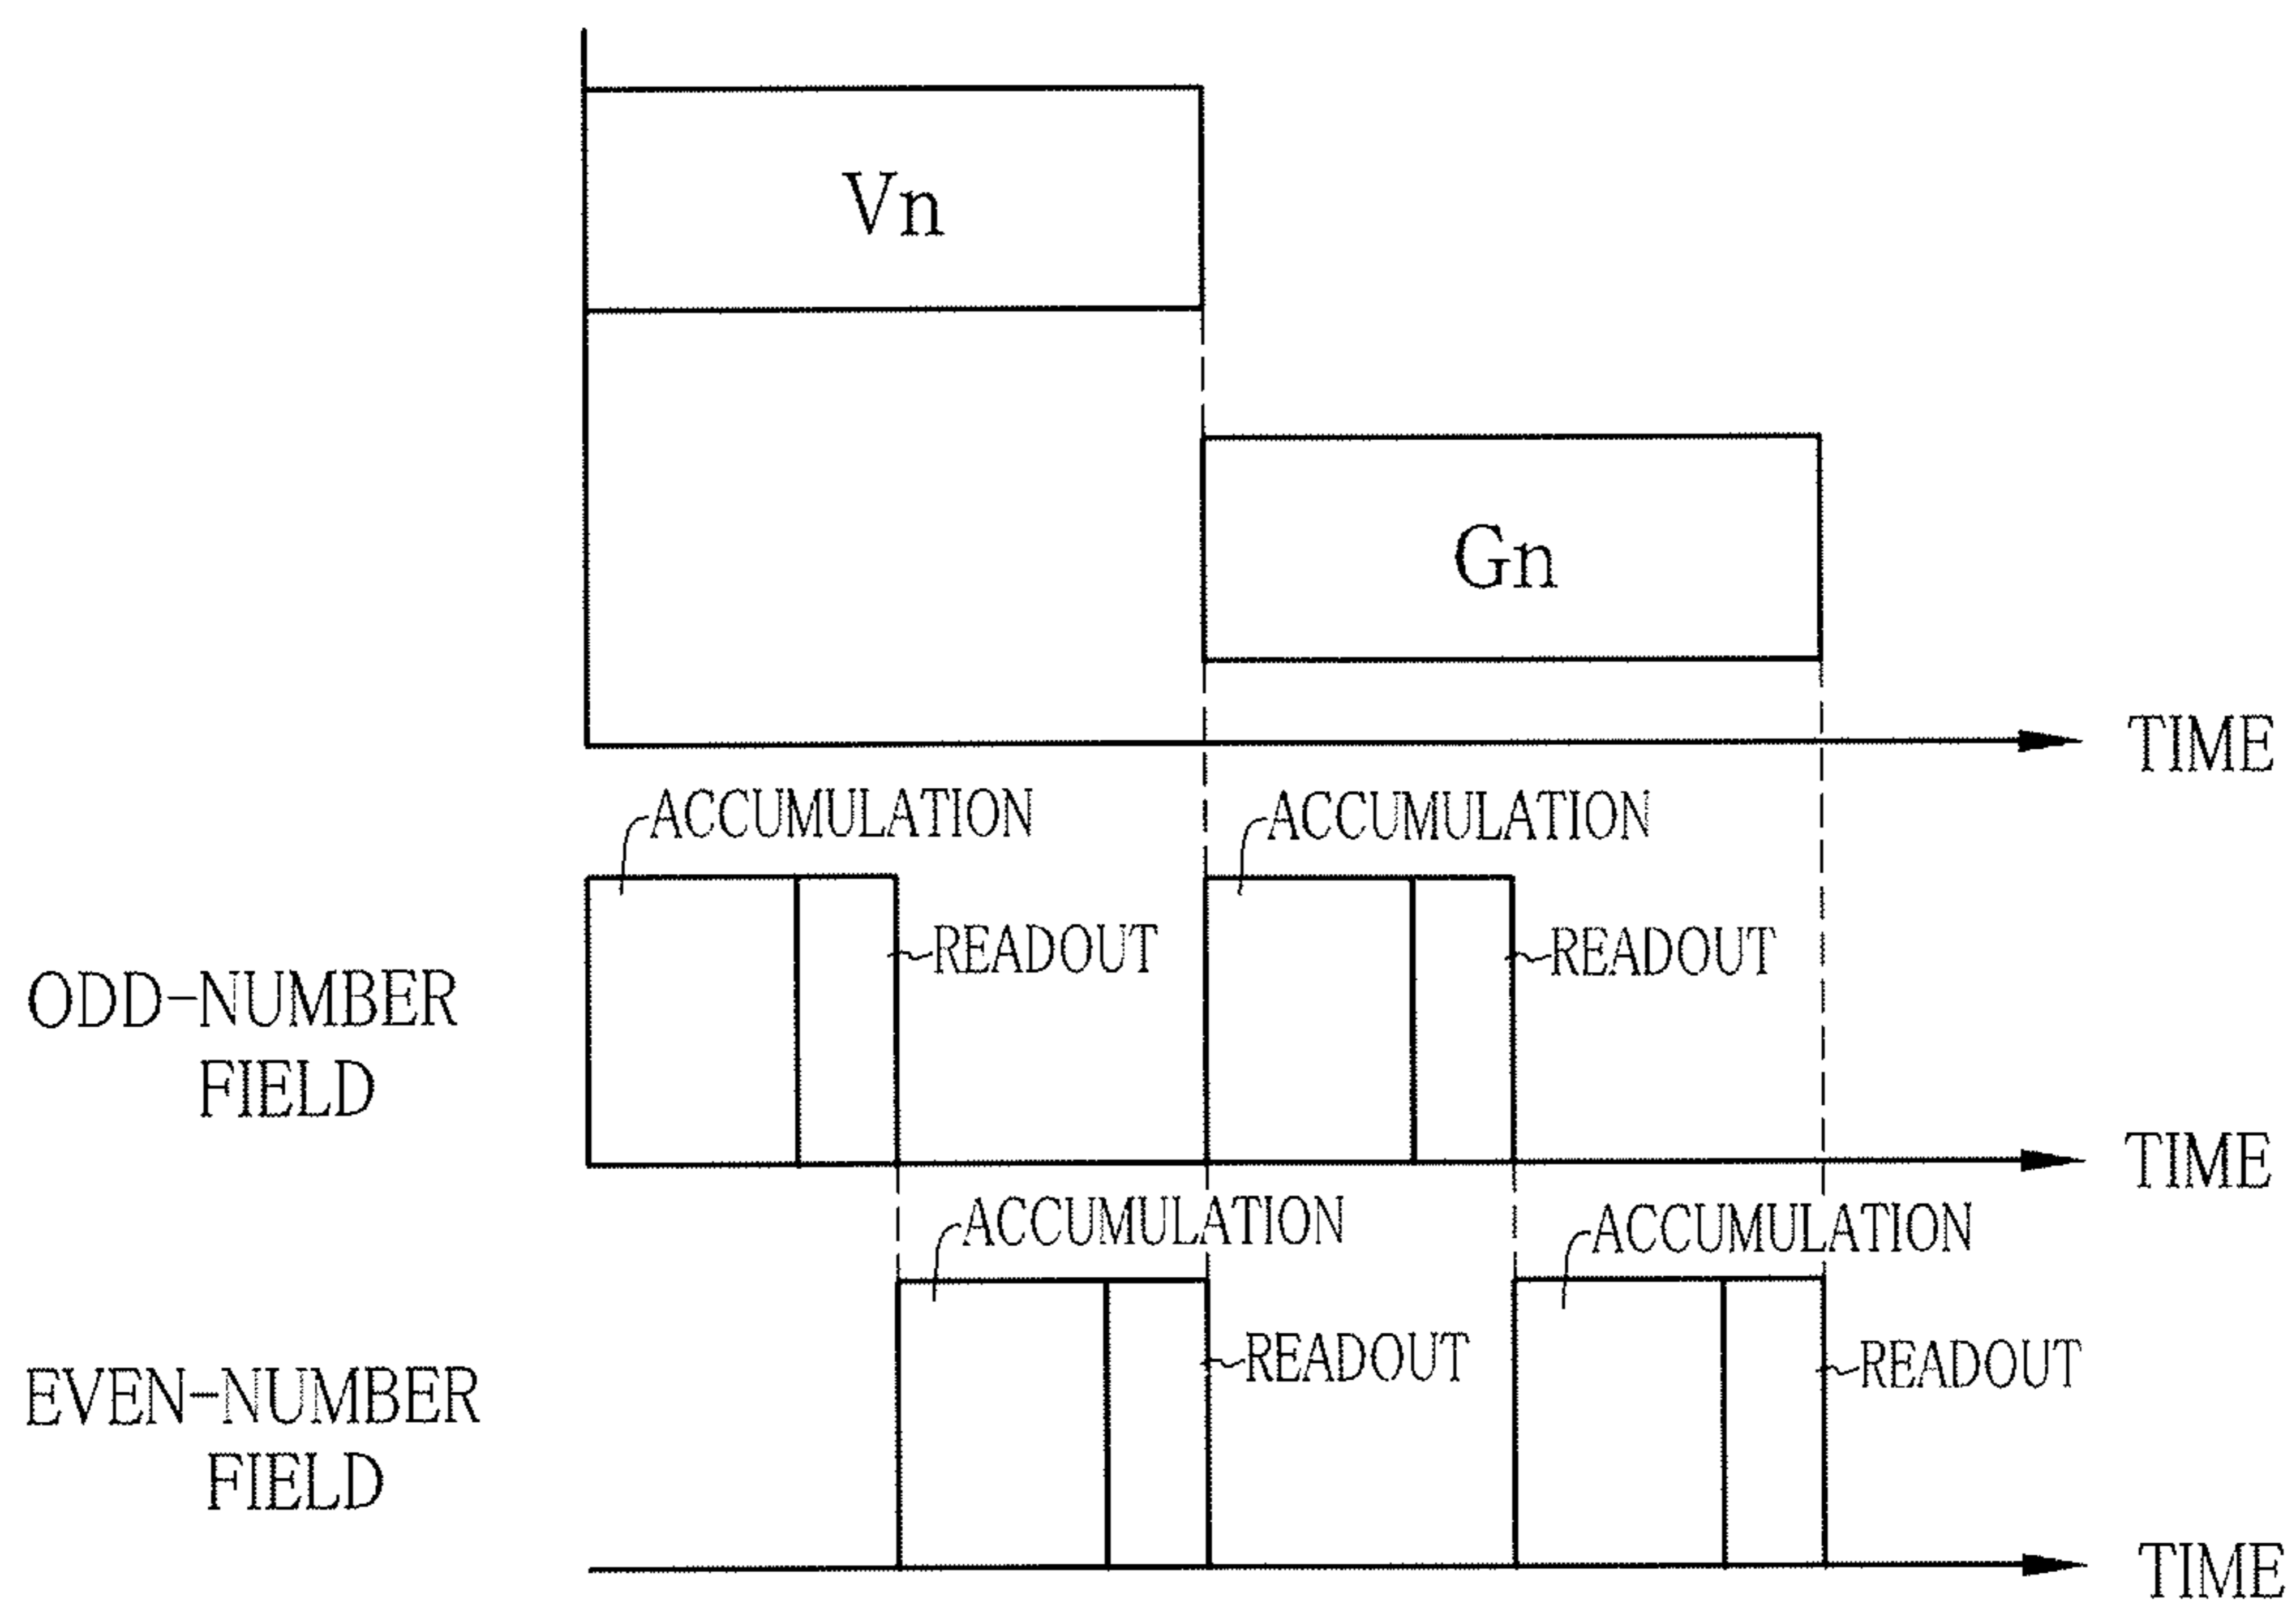 Vn
Gn
TIME
ACCUMULATION
ACCUMULATION
READOUT
READOUT
ODD-NUMBER
FIELD
TIME
ACCUMULATION
ACCUMULATION
READOUT
READOUT
EVEN-NUMBER
FIELD
TIME